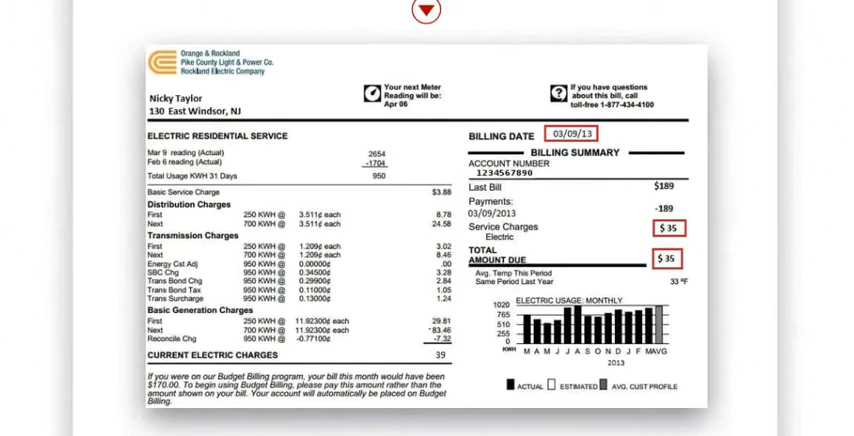 Orange & Rockland
Pike County Light & Power Co.
Rockland Electric Company
Your next Meter
Reading will be:
Apr 06
If you have questions
about this bill, call
toll-free 1-877-434-4100
Nicky Taylor
130 East Windsor, NJ
ELECTRIC RESIDENTIAL SERVICE
Mar 9 reading (Actual) 2654
Feb 6 reading (Actual) -1704
Total Usage KWH 31 Days 950
Basic Service Charge $3.88
Distribution Charges
First 250 KWH @ 3.511¢ each 8.78
Next 700 KWH @ 3.511¢ each 24.58
Transmission Charges
First 250 KWH @ 1.209¢ each 3.02
Next 700 KWH @ 1.209¢ each 8.46
Energy Cst Adj 950 KWH @ 0.00000¢ .00
SBC Chg 950 KWH @ 0.34500¢ 3.28
Trans Bond Chg 950 KWH @ 0.29900¢ 2.84
Trans Bond Tax 950 KWH @ 0.11000¢ 1.05
Trans Surcharge 950 KWH @ 0.13000¢ 1.24
Basic Generation Charges
First 250 KWH @ 11.92300¢ each 29.81
Next 700 KWH @ 11.92300¢ each -83.46
Reconcile Chg 950 KWH @ -0.77100¢ -7.32
CURRENT ELECTRIC CHARGES 39
If you were on our Budget Billing program, your bill this month would have been
$170.00. To begin using Budget Billing, please pay this amount rather than the
amount shown on your bill. Your account will automatically be placed on Budget
Billing.
BILLING DATE 03/09/13
BILLING SUMMARY
ACCOUNT NUMBER
1234567890
Last Bill $189
Payments:
03/09/2013 -189
Service Charges $ 35
Electric
TOTAL
AMOUNT DUE $ 35
Avg. Temp This Period
Same Period Last Year 33 ºF
ELECTRIC USAGE: MONTHLY
1020
765
510
255
0
KWH M A M J J A S O N D J F M AVG
2013
ACTUAL ESTIMATED AVG. CUST PROFILE